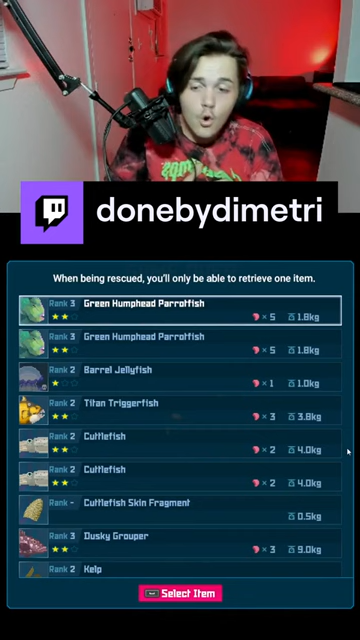 donebydimetri
When being rescued, you'll only be able to retrieve one item.
Rank 3 Green Humphead Parrotfish
× 5 1.8kg
Rank 3 Green Humphead Parrotfish
× 5 1.8kg
Rank 2 Barrel Jellyfish
× 1 1.0kg
Rank 2 Titan Triggerfish
× 3 3.8kg
Rank 2 Cuttlefish
× 2 4.0kg
Rank 2 Cuttlefish
× 2 4.0kg
Rank - Cuttlefish Skin Fragment
0.5kg
Rank 3 Dusky Grouper
× 3 9.0kg
Rank 2 Kelp
Select Item